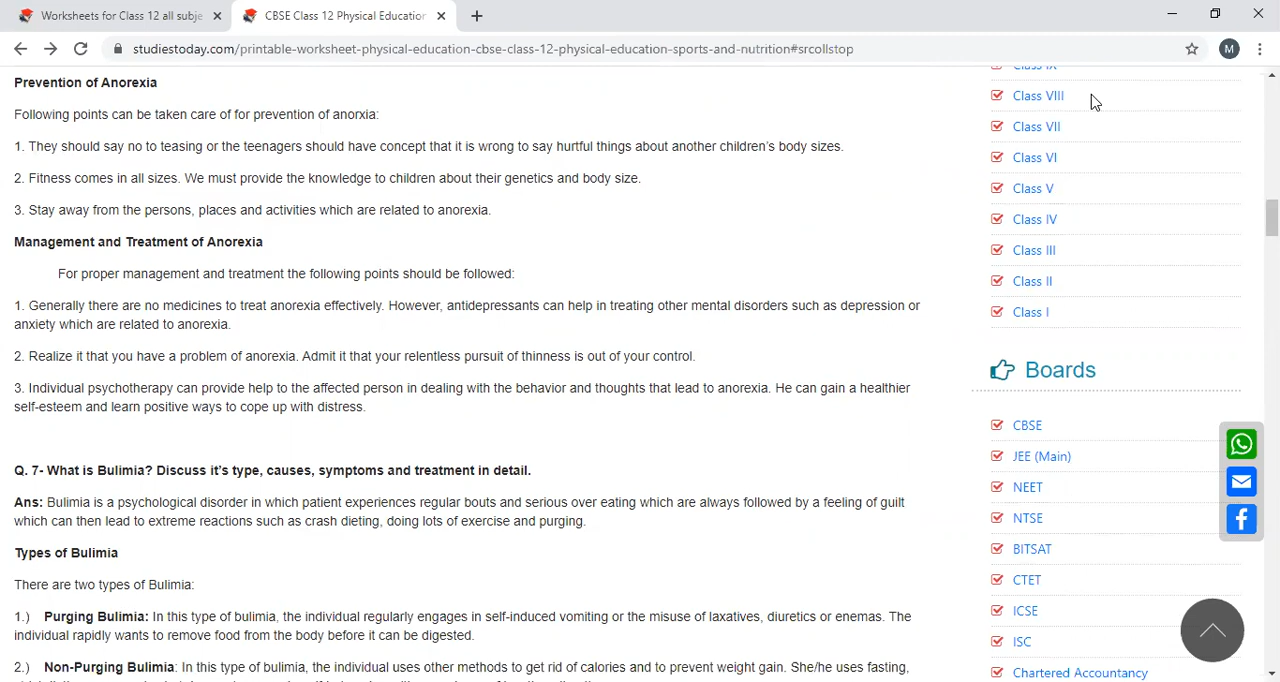 Worksheets for Class 12 all subje
CBSE Class 12 Physical Education
studiestoday.com/printable-worksheet-physical-education-cbse-class-12-physical-education-sports-and-nutrition#srcollstop
M
Prevention of Anorexia
Following points can be taken care of for prevention of anorxia:
1. They should say no to teasing or the teenagers should have concept that it is wrong to say hurtful things about another children's body sizes.
2. Fitness comes in all sizes. We must provide the knowledge to children about their genetics and body size.
3. Stay away from the persons, places and activities which are related to anorexia.
Management and Treatment of Anorexia
For proper management and treatment the following points should be followed:
1. Generally there are no medicines to treat anorexia effectively. However, antidepressants can help in treating other mental disorders such as depression or
anxiety which are related to anorexia.
2. Realize it that you have a problem of anorexia. Admit it that your relentless pursuit of thinness is out of your control.
3. Individual psychotherapy can provide help to the affected person in dealing with the behavior and thoughts that lead to anorexia. He can gain a healthier
self-esteem and learn positive ways to cope up with distress.
Q. 7- What is Bulimia? Discuss it's type, causes, symptoms and treatment in detail.
Ans: Bulimia is a psychological disorder in which patient experiences regular bouts and serious over eating which are always followed by a feeling of guilt
which can then lead to extreme reactions such as crash dieting, doing lots of exercise and purging.
Types of Bulimia
There are two types of Bulimia:
1.) Purging Bulimia: In this type of bulimia, the individual regularly engages in self-induced vomiting or the misuse of laxatives, diuretics or enemas. The
individual rapidly wants to remove food from the body before it can be digested.
2.) Non-Purging Bulimia: In this type of bulimia, the individual uses other methods to get rid of calories and to prevent weight gain. She/he uses fasting,
Class IX
Class VIII
Class VII
Class VI
Class V
Class IV
Class III
Class II
Class I
Boards
CBSE
JEE (Main)
NEET
NTSE
BITSAT
CTET
ICSE
ISC
Chartered Accountancy